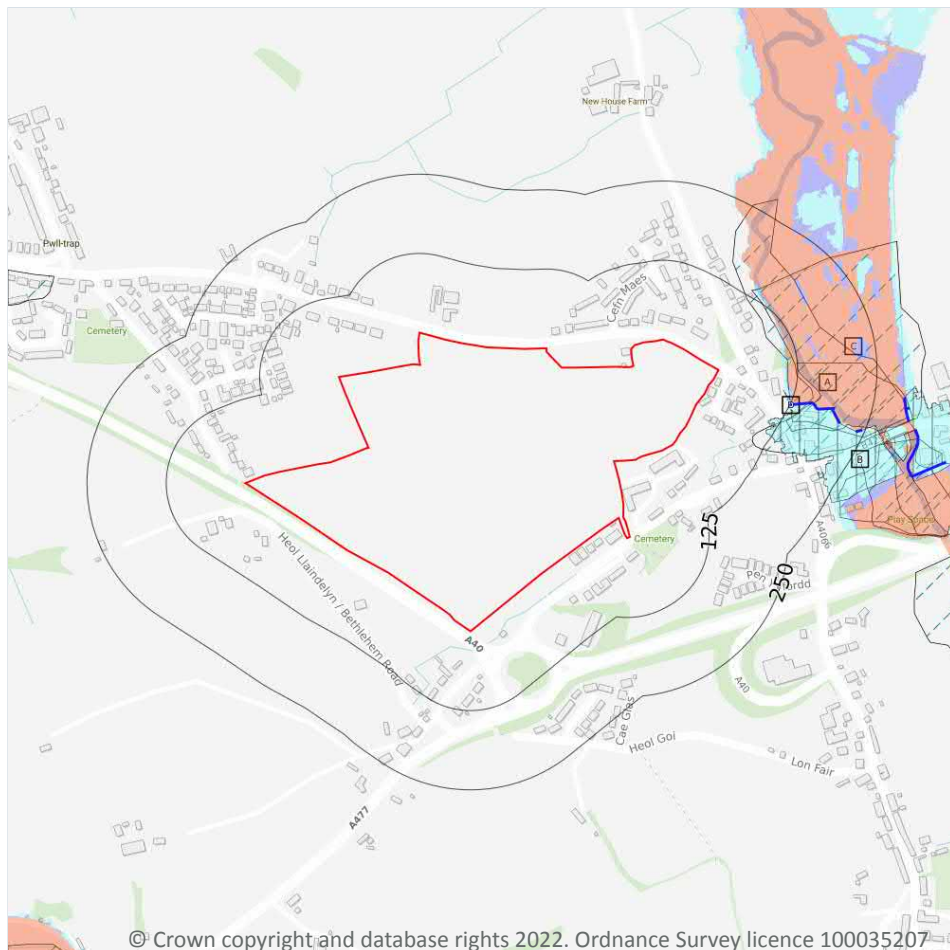 New House Farm
Pwll-trap
Cemetery
Cefn Maes
C
A
B
Play Space
A4066
Cemetery
125
250
Heol Llaindelyn / Bethlehem Road
A40
A40
Cae Glas
Heol Goi
Lon Fair
A477
© Crown copyright and database rights 2022. Ordnance Survey licence 100035207